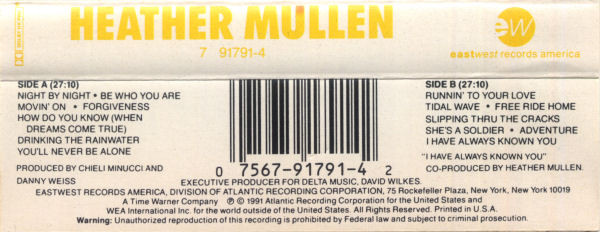 HEATHER MULLEN
7 91791-4
ew
eastwest records america
SIDE A (27:10)
NIGHT BY NIGHT • BE WHO YOU ARE
MOVIN' ON • FORGIVENESS
HOW DO YOU KNOW (WHEN
DREAMS COME TRUE)
DRINKING THE RAINWATER
YOU'LL NEVER BE ALONE
PRODUCED BY CHIELI MINUCCI AND
DANNY WEISS
SIDE B (27:10)
RUNNIN' TO YOUR LOVE
TIDAL WAVE • FREE RIDE HOME
SLIPPING THRU THE CRACKS
SHE'S A SOLDIER • ADVENTURE
I HAVE ALWAYS KNOWN YOU
"I HAVE ALWAYS KNOWN YOU"
CO-PRODUCED BY HEATHER MULLEN.
0 7567-91791-4 2
EXECUTIVE PRODUCER FOR DELTA MUSIC, DAVID WILKES.
EASTWEST RECORDS AMERICA, DIVISION OF ATLANTIC RECORDING CORPORATION, 75 Rockefeller Plaza, New York, New York 10019
A Time Warner Company ℗ © 1991 Atlantic Recording Corporation for the United States and
WEA International Inc. for the world outside of the United States. All Rights Reserved. Printed in U.S.A.
Warning: Unauthorized reproduction of this recording is prohibited by Federal law and subject to criminal prosecution.